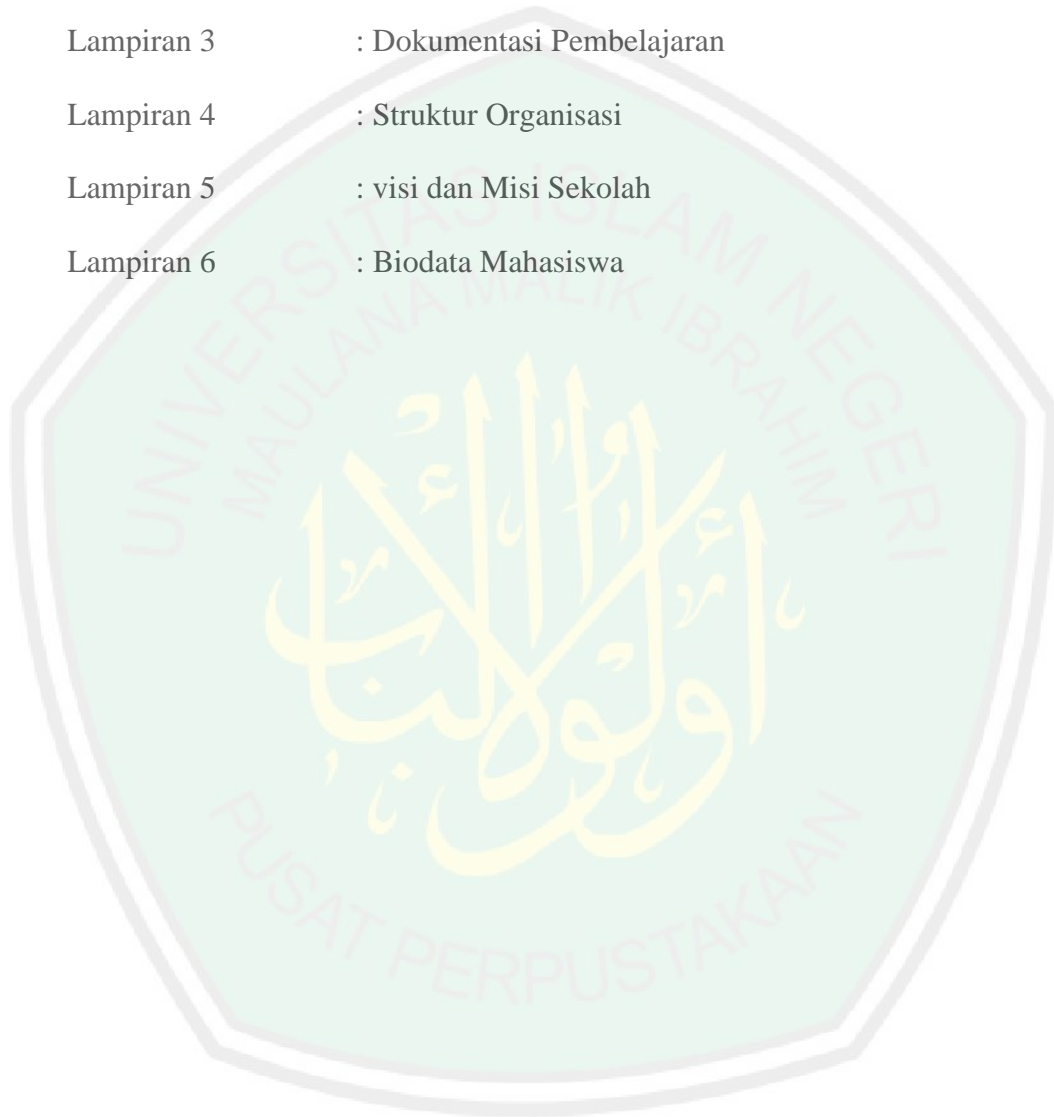 Lampiran 3 : Dokumentasi Pembelajaran
Lampiran 4 : Struktur Organisasi
Lampiran 5 : visi dan Misi Sekolah
Lampiran 6 : Biodata Mahasiswa
UNIVERSITAS ISLAM NEGERI
MAULANA MALIK IBRAHIM
أولوا الألباب
PUSAT PERPUSTAKAAN